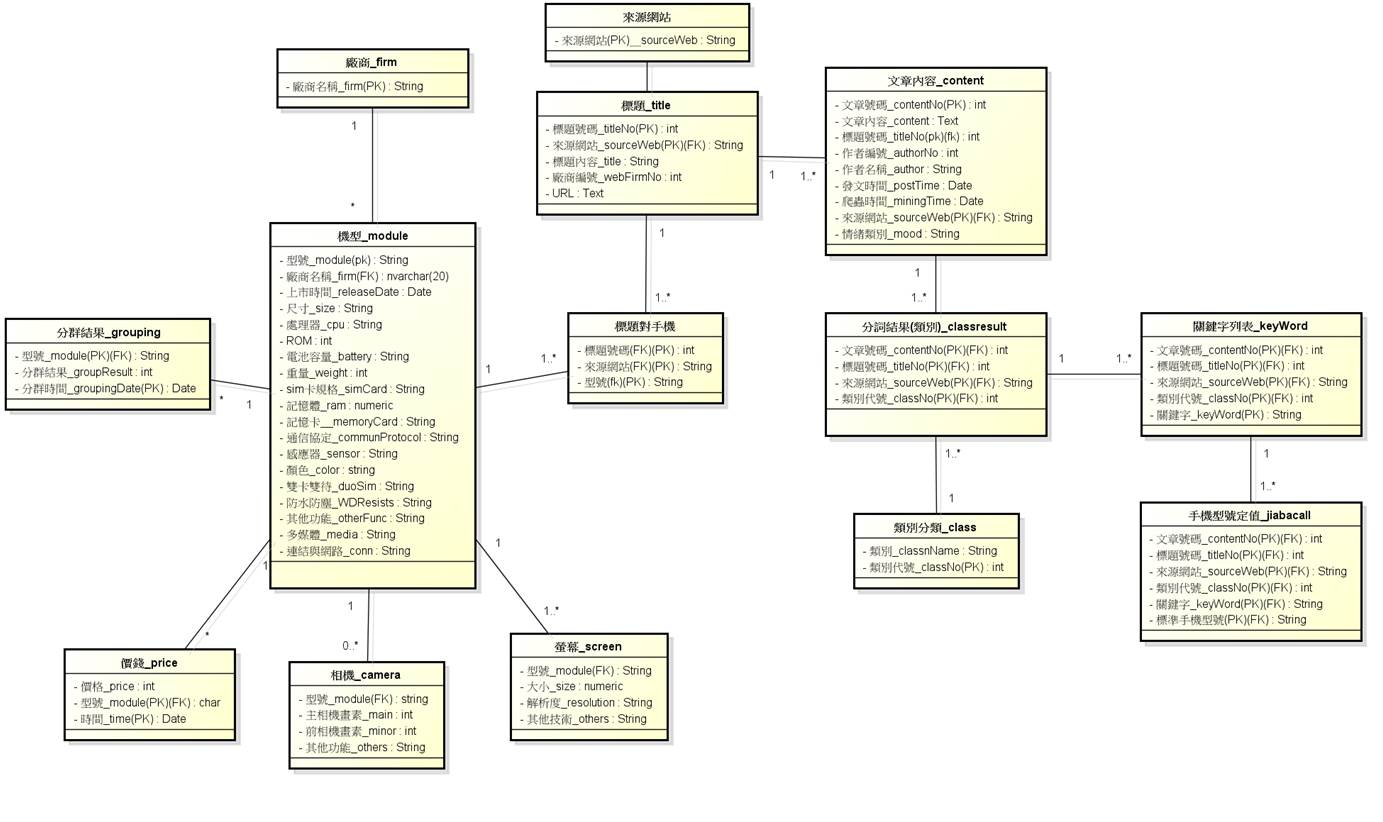 來源網站
- 來源網站(PK)__sourceWeb : String
廠商_firm
- 廠商名稱_firm(PK) : String
1
*
標題_title
- 標題號碼_titleNo(PK) : int
- 來源網站_sourceWeb(PK)(FK) : String
- 標題內容_title : String
- 廠商編號_webFirmNo : int
- URL : Text
1
1..*
1
1..*
文章內容_content
- 文章號碼_contentNo(PK) : int
- 文章內容_content : Text
- 標題號碼_titleNo(pk)(fk) : int
- 作者編號_authorNo : int
- 作者名稱_author : String
- 發文時間_postTime : Date
- 爬蟲時間_miningTime : Date
- 來源網站_sourceWeb(PK)(FK) : String
- 情緒類別_mood : String
1
1..*
機型_module
- 型號_module(pk) : String
- 廠商名稱_firm(FK) : nvarchar(20)
- 上市時間_releaseDate : Date
- 尺寸_size : String
- 處理器_cpu : String
- ROM : int
- 電池容量_battery : String
- 重量_weight : int
- sim卡規格_simCard : String
- 記憶體_ram : numeric
- 記憶卡__memoryCard : String
- 通信協定_communProtocol : String
- 感應器_sensor : String
- 顏色_color : string
- 雙卡雙待_duoSim : String
- 防水防塵_WDResists : String
- 其他功能_otherFunc : String
- 多媒體_media : String
- 連結與網路_conn : String
分群結果_grouping
- 型號_module(PK)(FK) : String
- 分群結果_groupResult : int
- 分群時間_groupingDate(PK) : Date
*
1
1
1..*
標題對手機
- 標題號碼(FK)(PK) : int
- 來源網站(FK)(PK) : String
- 型號(fk)(PK) : String
分詞結果(類別)_classresult
- 文章號碼_contentNo(PK)(FK) : int
- 標題號碼_titleNo(PK)(FK) : int
- 來源網站_sourceWeb(PK)(FK) : String
- 類別代號_classNo(PK)(FK) : int
1
1..*
關鍵字列表_keyWord
- 文章號碼_contentNo(PK)(FK) : int
- 標題號碼_titleNo(PK)(FK) : int
- 來源網站_sourceWeb(PK)(FK) : String
- 類別代號_classNo(PK)(FK) : int
- 關鍵字_keyWord(PK) : String
1..*
1
1
1..*
類別分類_class
- 類別_classnName : String
- 類別代號_classNo(PK) : int
手機型號定值_jiabacall
- 文章號碼_contentNo(PK)(FK) : int
- 標題號碼_titleNo(PK)(FK) : int
- 來源網站_sourceWeb(PK)(FK) : String
- 類別代號_classNo(PK)(FK) : int
- 關鍵字_keyWord(PK)(FK) : String
- 標準手機型號(PK)(FK) : String
1
*
1
0..*
1
1..*
價錢_price
- 價格_price : int
- 型號_module(PK)(FK) : char
- 時間_time(PK) : Date
相機_camera
- 型號_module(FK) : string
- 主相機畫素_main : int
- 前相機畫素_minor : int
- 其他功能_others : String
螢幕_screen
- 型號_module(FK) : String
- 大小_size : numeric
- 解析度_resolution : String
- 其他技術_others : String